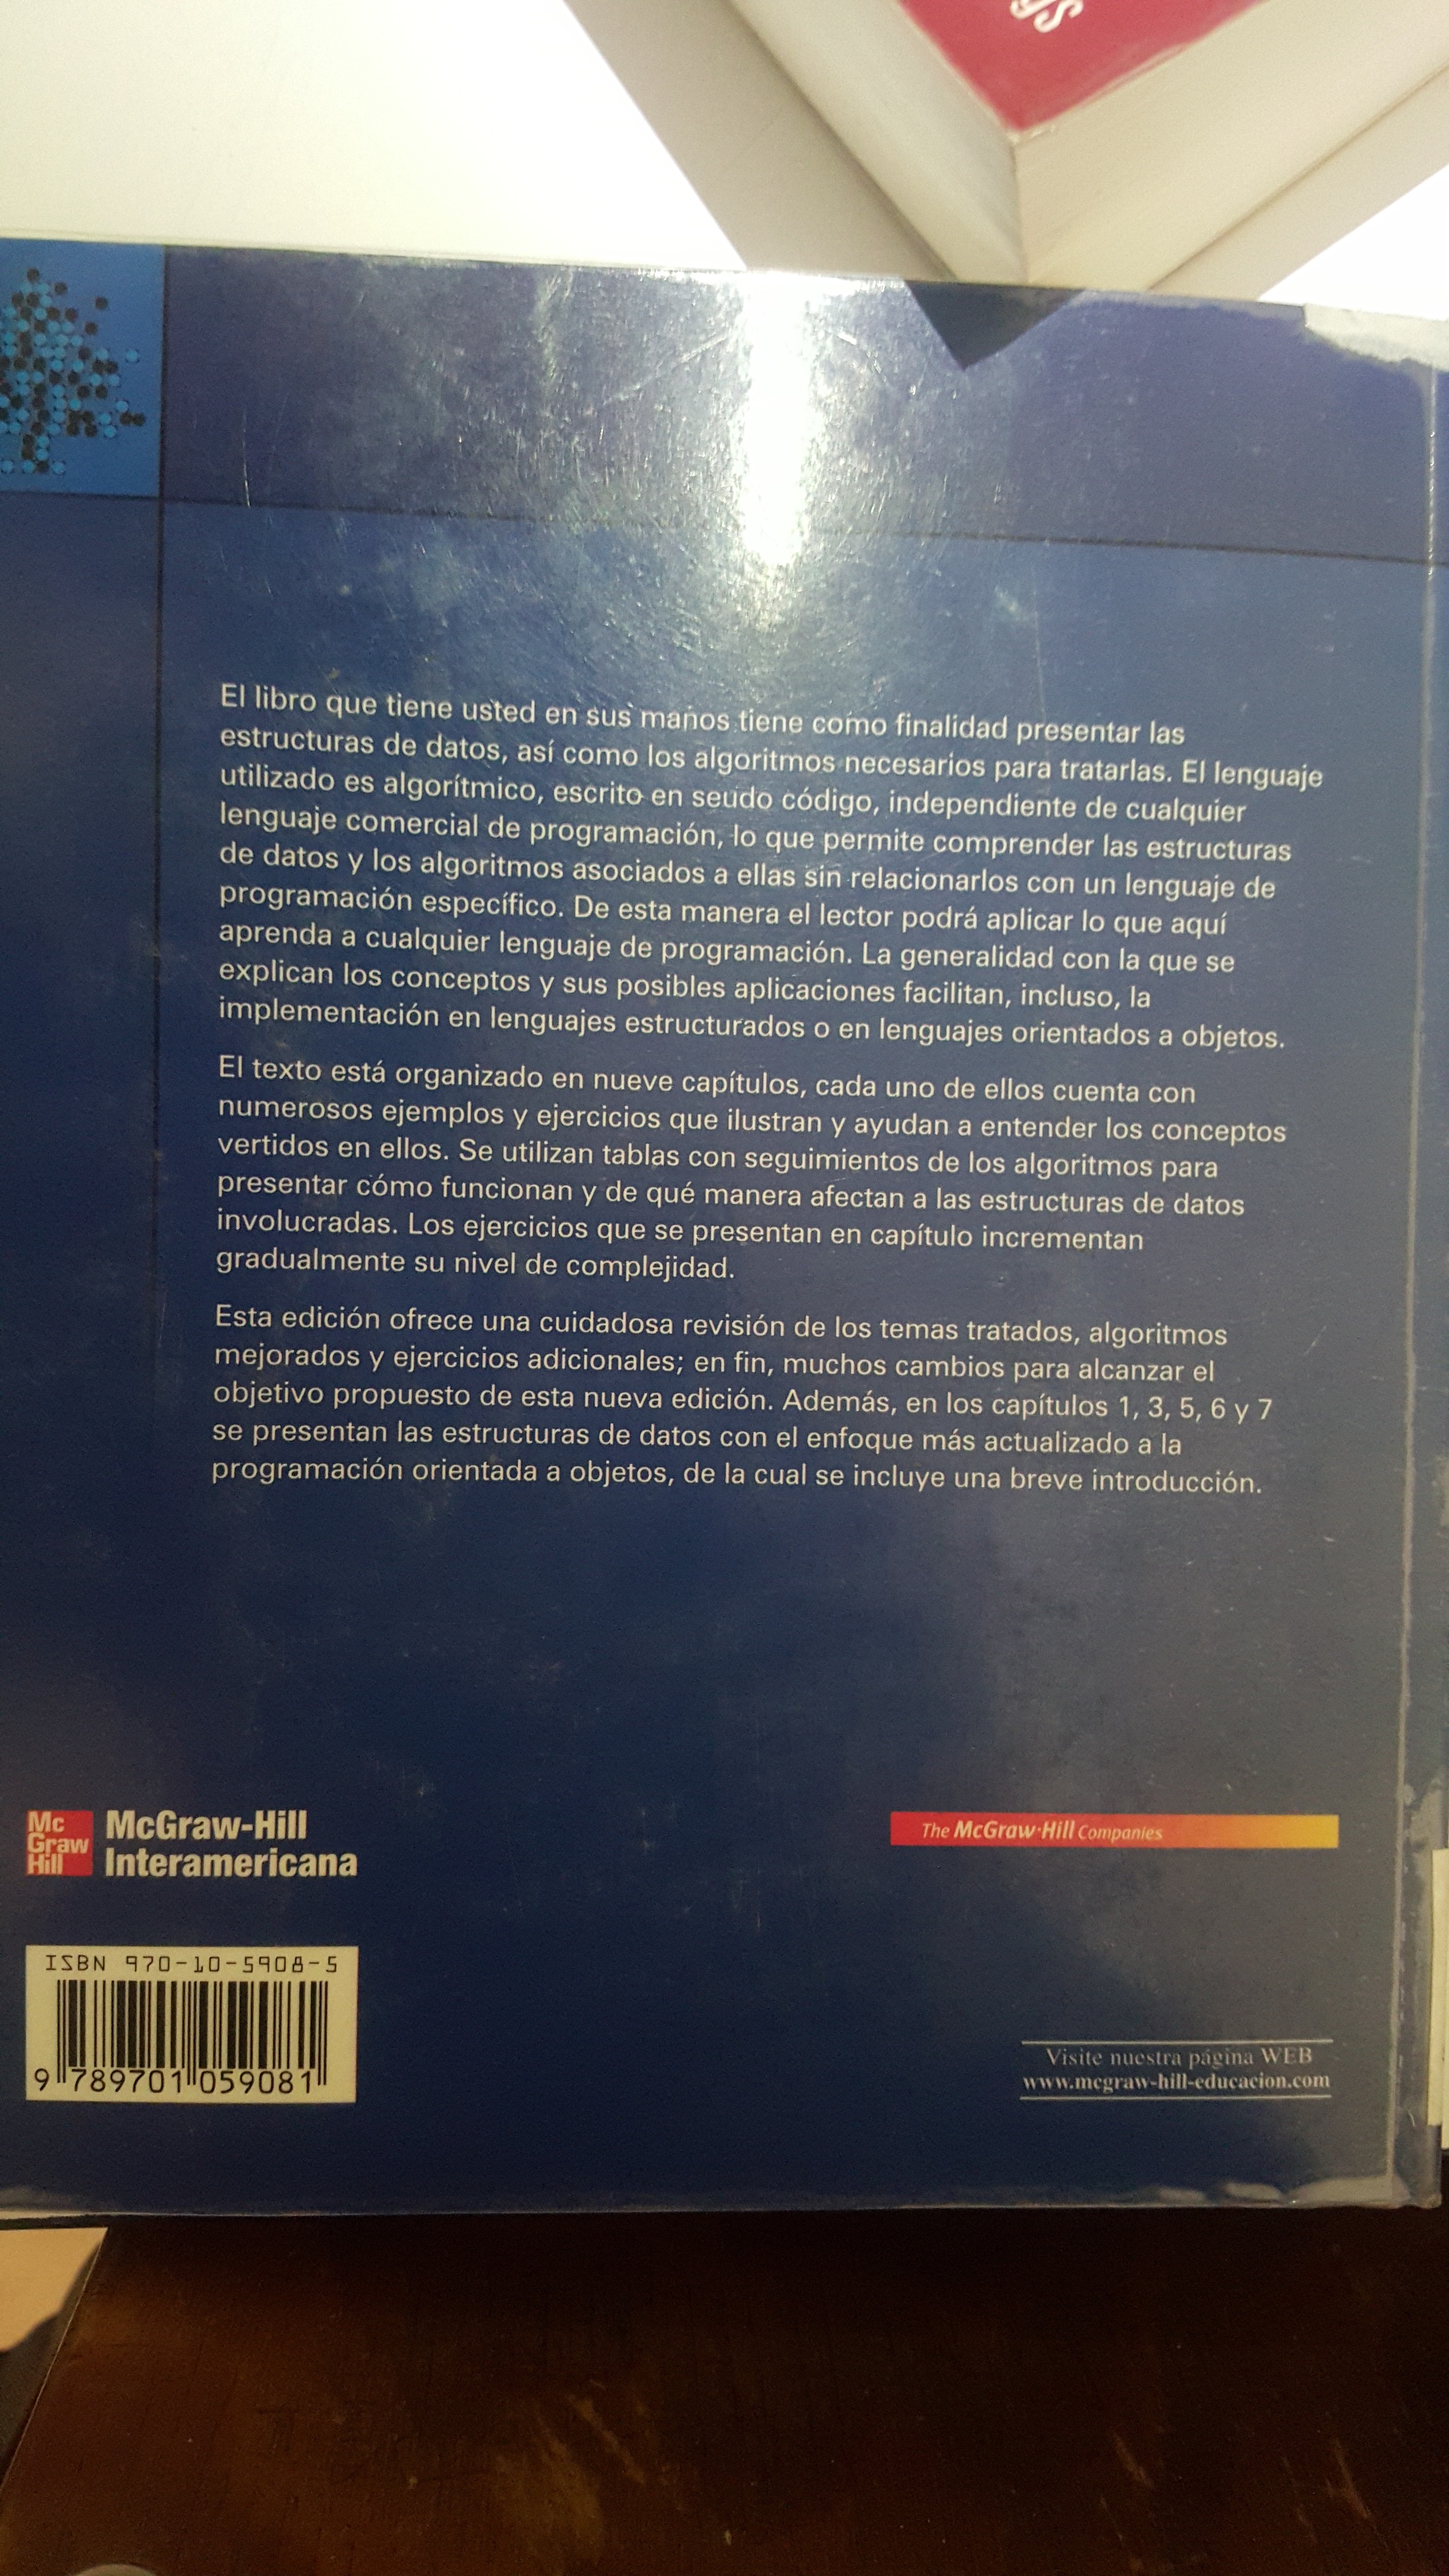 gs
El libro que tiene usted en sus manos tiene como finalidad presentar las
estructuras de datos, así como los algoritmos necesarios para tratarlas. El lenguaje
utilizado es algorítmico, escrito en seudo código, independiente de cualquier
lenguaje comercial de programación, lo que permite comprender las estructuras
de datos y los algoritmos asociados a ellas sin relacionarlos con un lenguaje de
programación específico. De esta manera el lector podrá aplicar lo que aquí
aprenda a cualquier lenguaje de programación. La generalidad con la que se
explican los conceptos y sus posibles aplicaciones facilitan, incluso, la
implementación en lenguajes estructurados o en lenguajes orientados a objetos.
El texto está organizado en nueve capítulos, cada uno de ellos cuenta con
numerosos ejemplos y ejercicios que ilustran y ayudan a entender los conceptos
vertidos en ellos. Se utilizan tablas con seguimientos de los algoritmos para
presentar cómo funcionan y de qué manera afectan a las estructuras de datos
involucradas. Los ejercicios que se presentan en capítulo incrementan
gradualmente su nivel de complejidad.
Esta edición ofrece una cuidadosa revisión de los temas tratados, algoritmos
mejorados y ejercicios adicionales; en fin, muchos cambios para alcanzar el
objetivo propuesto de esta nueva edición. Además, en los capítulos 1, 3, 5, 6 y 7
se presentan las estructuras de datos con el enfoque más actualizado a la
programación orientada a objetos, de la cual se incluye una breve introducción.
Mc
Graw
Hill
McGraw-Hill
Interamericana
The McGraw·Hill Companies
ISBN 970-10-5908-5
9 789701 059081
Visite nuestra página WEB
www.mcgraw-hill-educacion.com